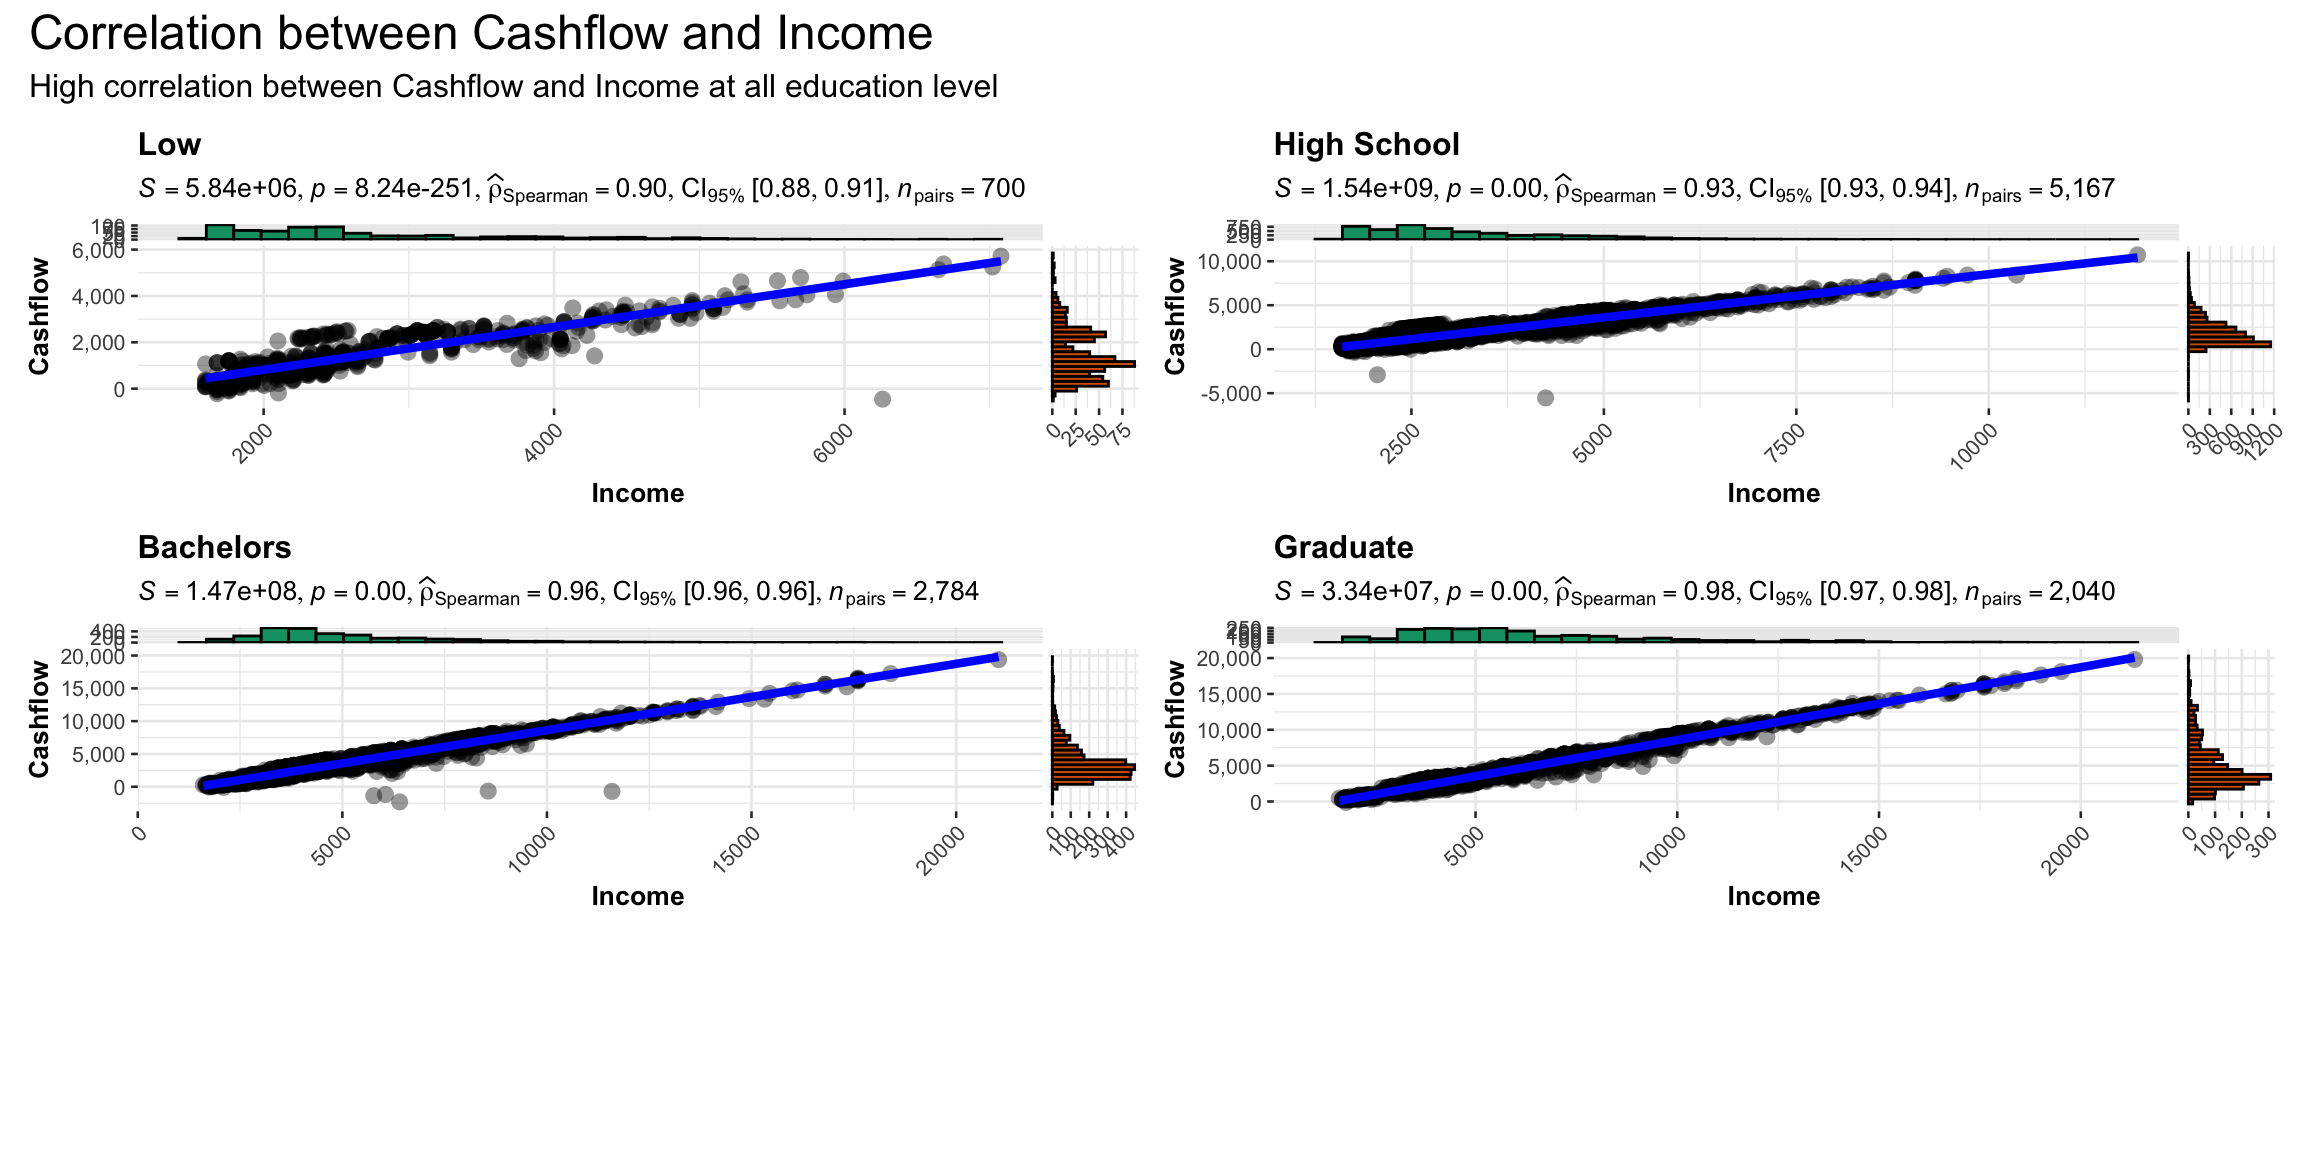 Correlation between Cashflow and Income
High correlation between Cashflow and Income at all education level
Low
S = 5.84e+06, p = 8.24e-251, ρ̂Spearman = 0.90, CI95% [0.88, 0.91], npairs = 700
6,000
4,000
2,000
0
Cashflow
2000
4000
6000
0
25
50
75
Income
High School
S = 1.54e+09, p = 0.00, ρ̂Spearman = 0.93, CI95% [0.93, 0.94], npairs = 5,167
10,000
5,000
0
-5,000
Cashflow
2500
5000
7500
10000
0
300
600
900
1200
Income
Bachelors
S = 1.47e+08, p = 0.00, ρ̂Spearman = 0.96, CI95% [0.96, 0.96], npairs = 2,784
20,000
15,000
10,000
5,000
0
Cashflow
0
5000
10000
15000
20000
0
100
200
300
400
Income
Graduate
S = 3.34e+07, p = 0.00, ρ̂Spearman = 0.98, CI95% [0.97, 0.98], npairs = 2,040
20,000
15,000
10,000
5,000
0
Cashflow
5000
10000
15000
20000
0
100
200
300
Income